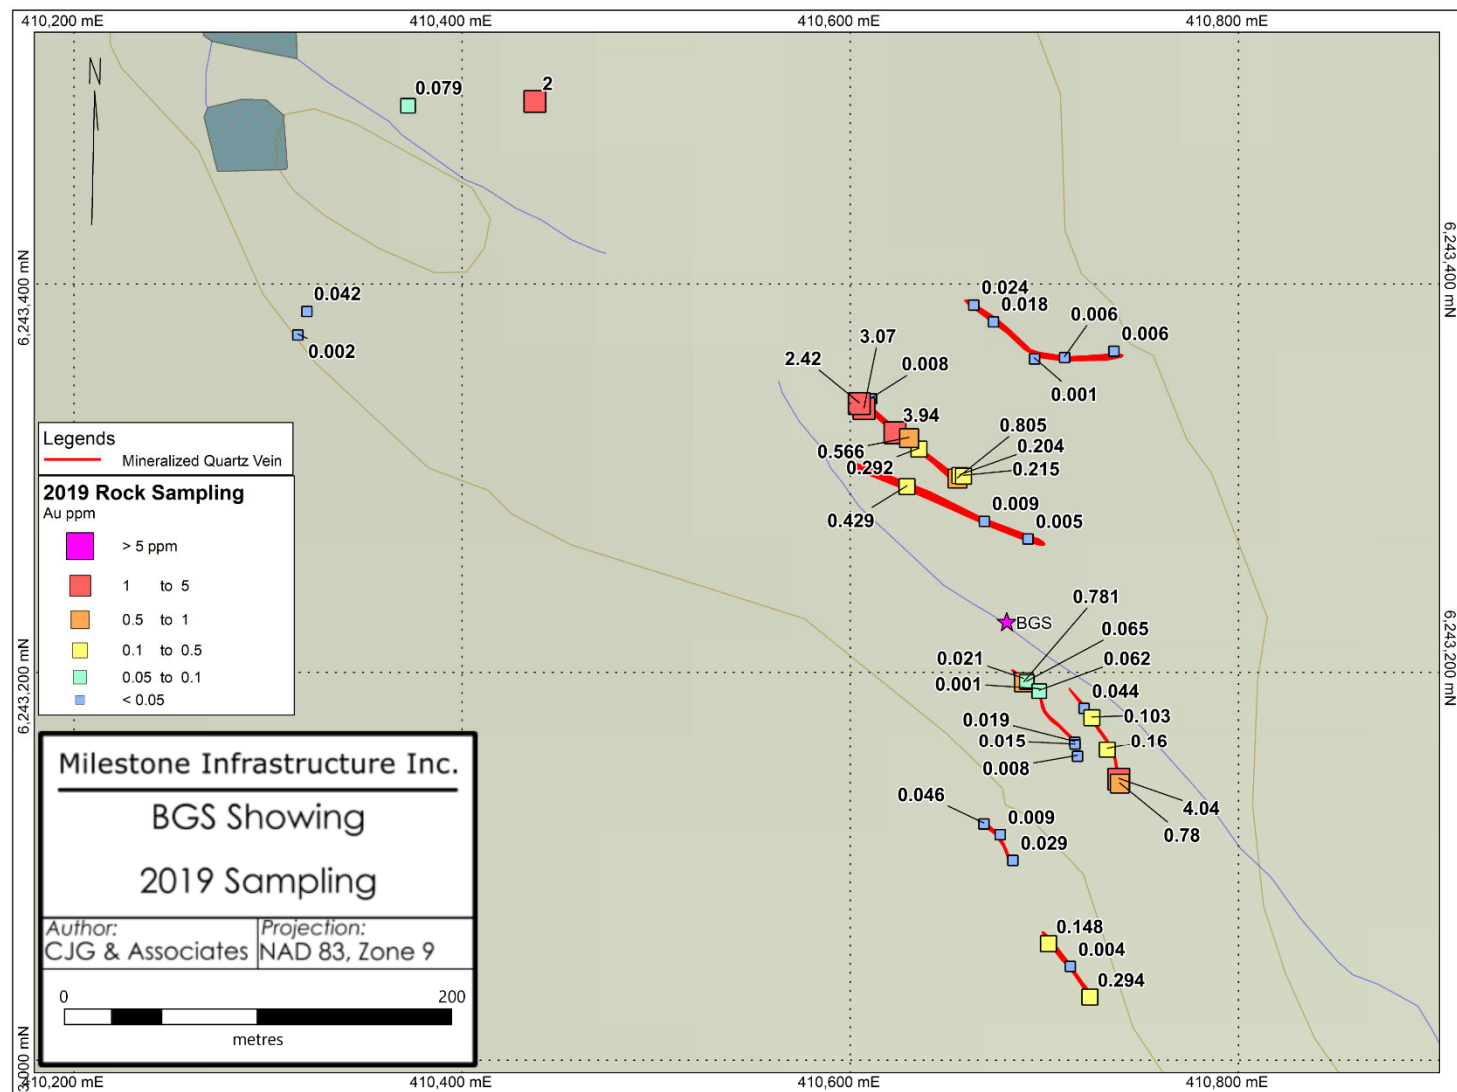 410,200 mE
410,400 mE
410,600 mE
410,800 mE
N
0.079
2
6,243,400 mN
6,243,400 mN
0.042
0.002
0.024
0.018
0.006
0.006
0.001
3.07
2.42
0.008
3.94
0.805
0.566
0.204
0.292
0.215
0.429
0.009
0.005
Legends
Mineralized Quartz Vein
2019 Rock Sampling
Au ppm
> 5 ppm
1 to 5
0.5 to 1
0.1 to 0.5
0.05 to 0.1
< 0.05
BGS
6,243,200 mN
6,243,200 mN
0.781
0.065
0.021
0.062
0.001
0.044
0.019
0.103
0.015
0.16
0.008
4.04
0.78
0.046
0.009
0.029
0.148
0.004
0.294
Milestone Infrastructure Inc.
BGS Showing
2019 Sampling
Author:
CJG & Associates
Projection:
NAD 83, Zone 9
0
200
metres
3,000 mN
410,200 mE
410,400 mE
410,600 mE
410,800 mE